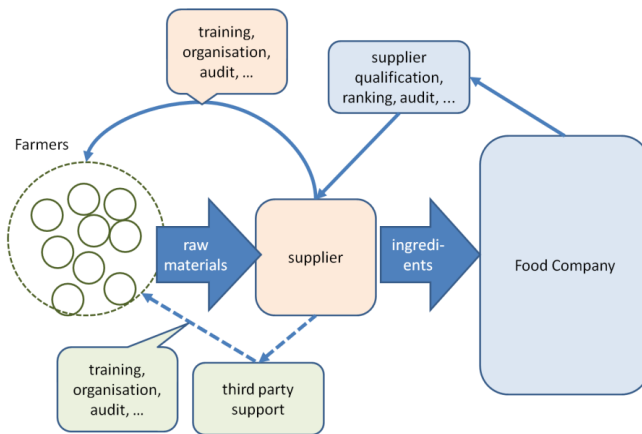 training,
organisation,
audit, ...
supplier
qualification,
ranking, audit, ...
Farmers
raw
materials
supplier
ingredi-
ents
Food Company
training,
organisation,
audit, ...
third party
support